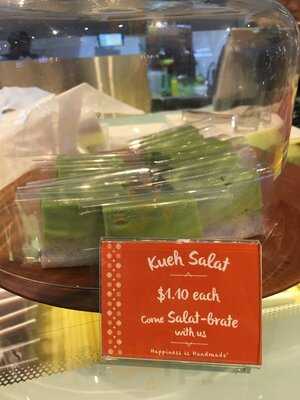 Kueh Salat
$1.10 each
Come Salat-brate
with us
Happiness is Handmade